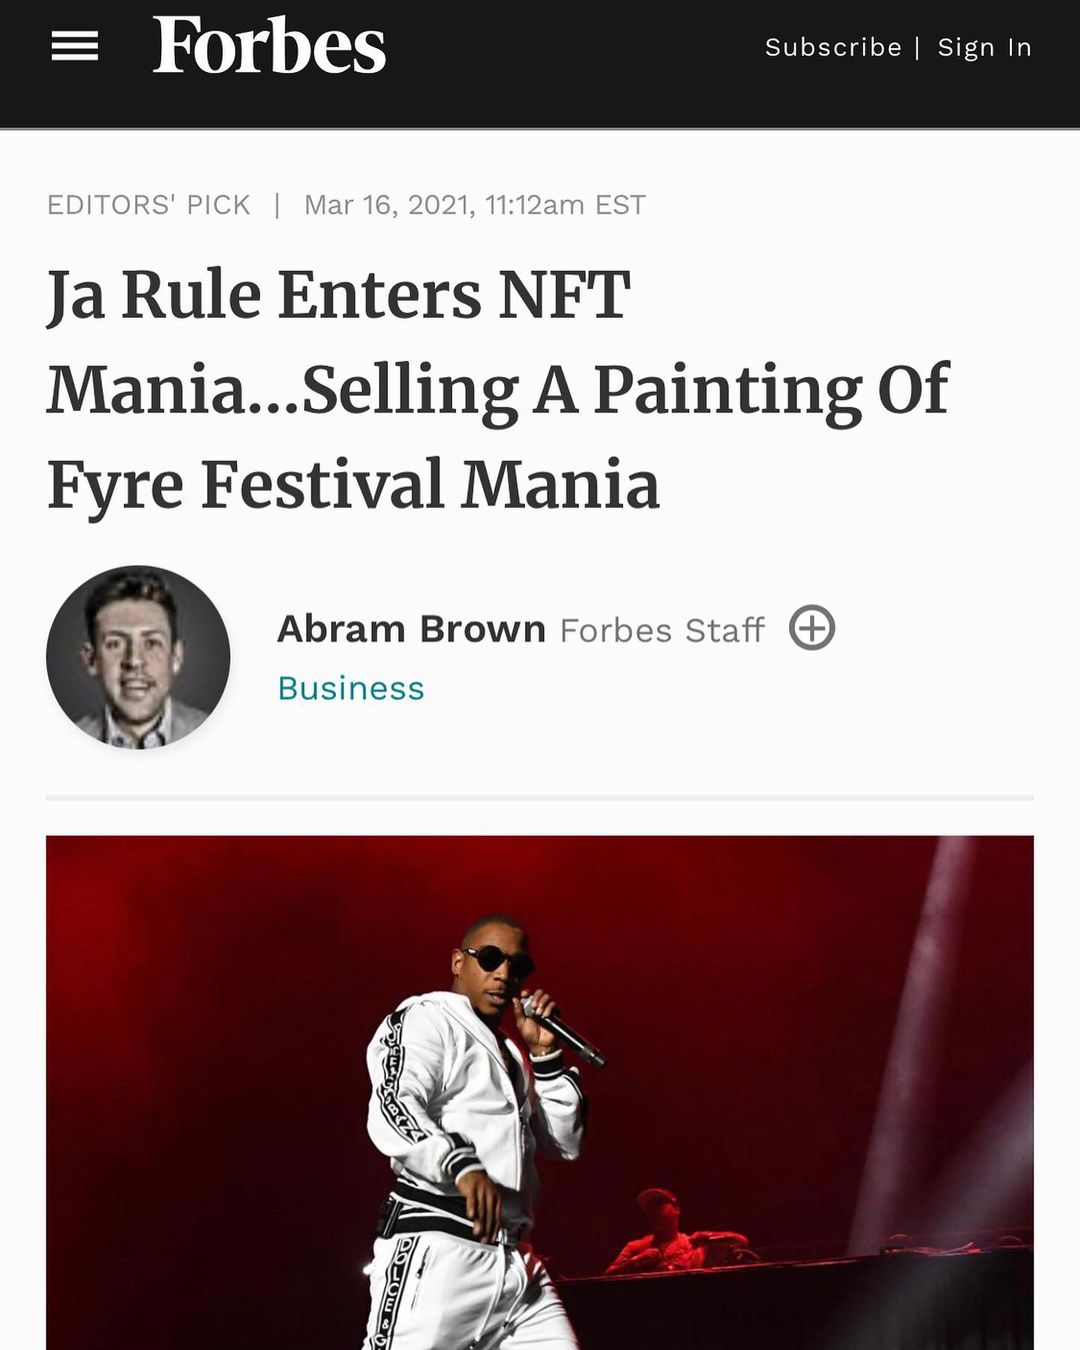 Forbes
Subscribe | Sign In
EDITORS' PICK | Mar 16, 2021, 11:12am EST
Ja Rule Enters NFT
Mania...Selling A Painting Of
Fyre Festival Mania
Abram Brown Forbes Staff
Business
DOLCE & G